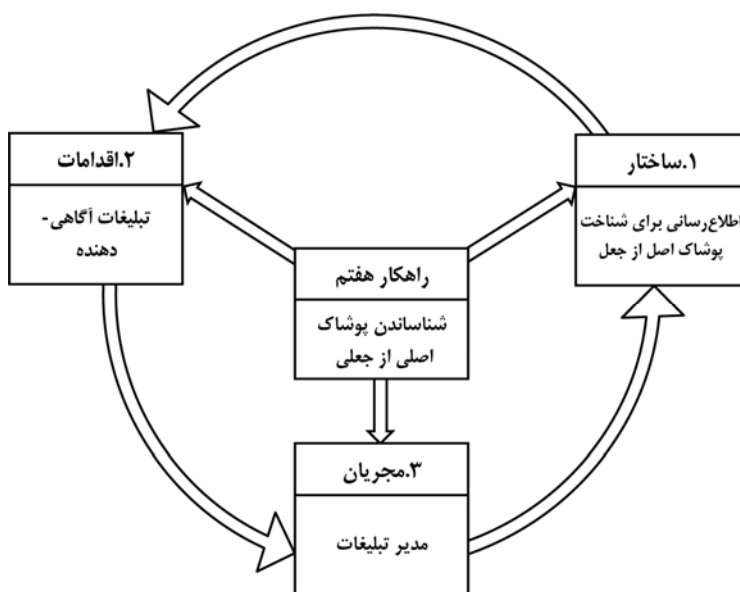 ۱.ساختار
اطلاع‌رسانی برای شناخت
پوشاک اصل از جعل
۲.اقدامات
تبلیغات آگاهی-
دهنده
راهکار هفتم
شناساندن پوشاک
اصلی از جعلی
۳.مجریان
مدیر تبلیغات